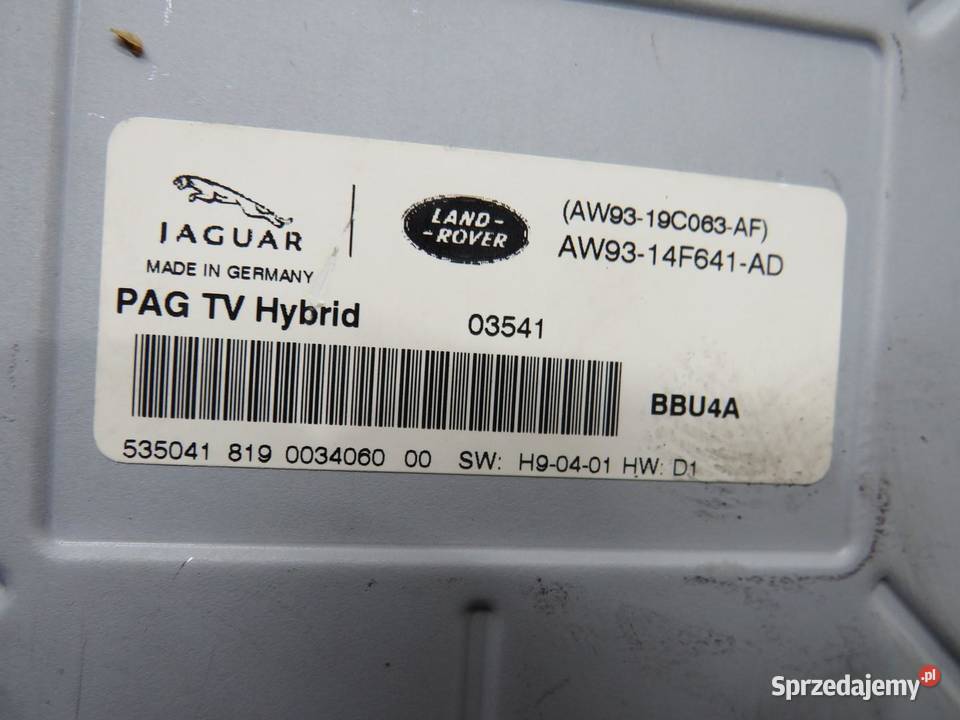 JAGUAR
MADE IN GERMANY
LAND-
-ROVER
(AW93-19C063-AF)
AW93-14F641-AD
PAG TV Hybrid
03541
BBU4A
535041 819 0034060 00 SW: H9-04-01 HW: D1
Sprzedajemy.pl